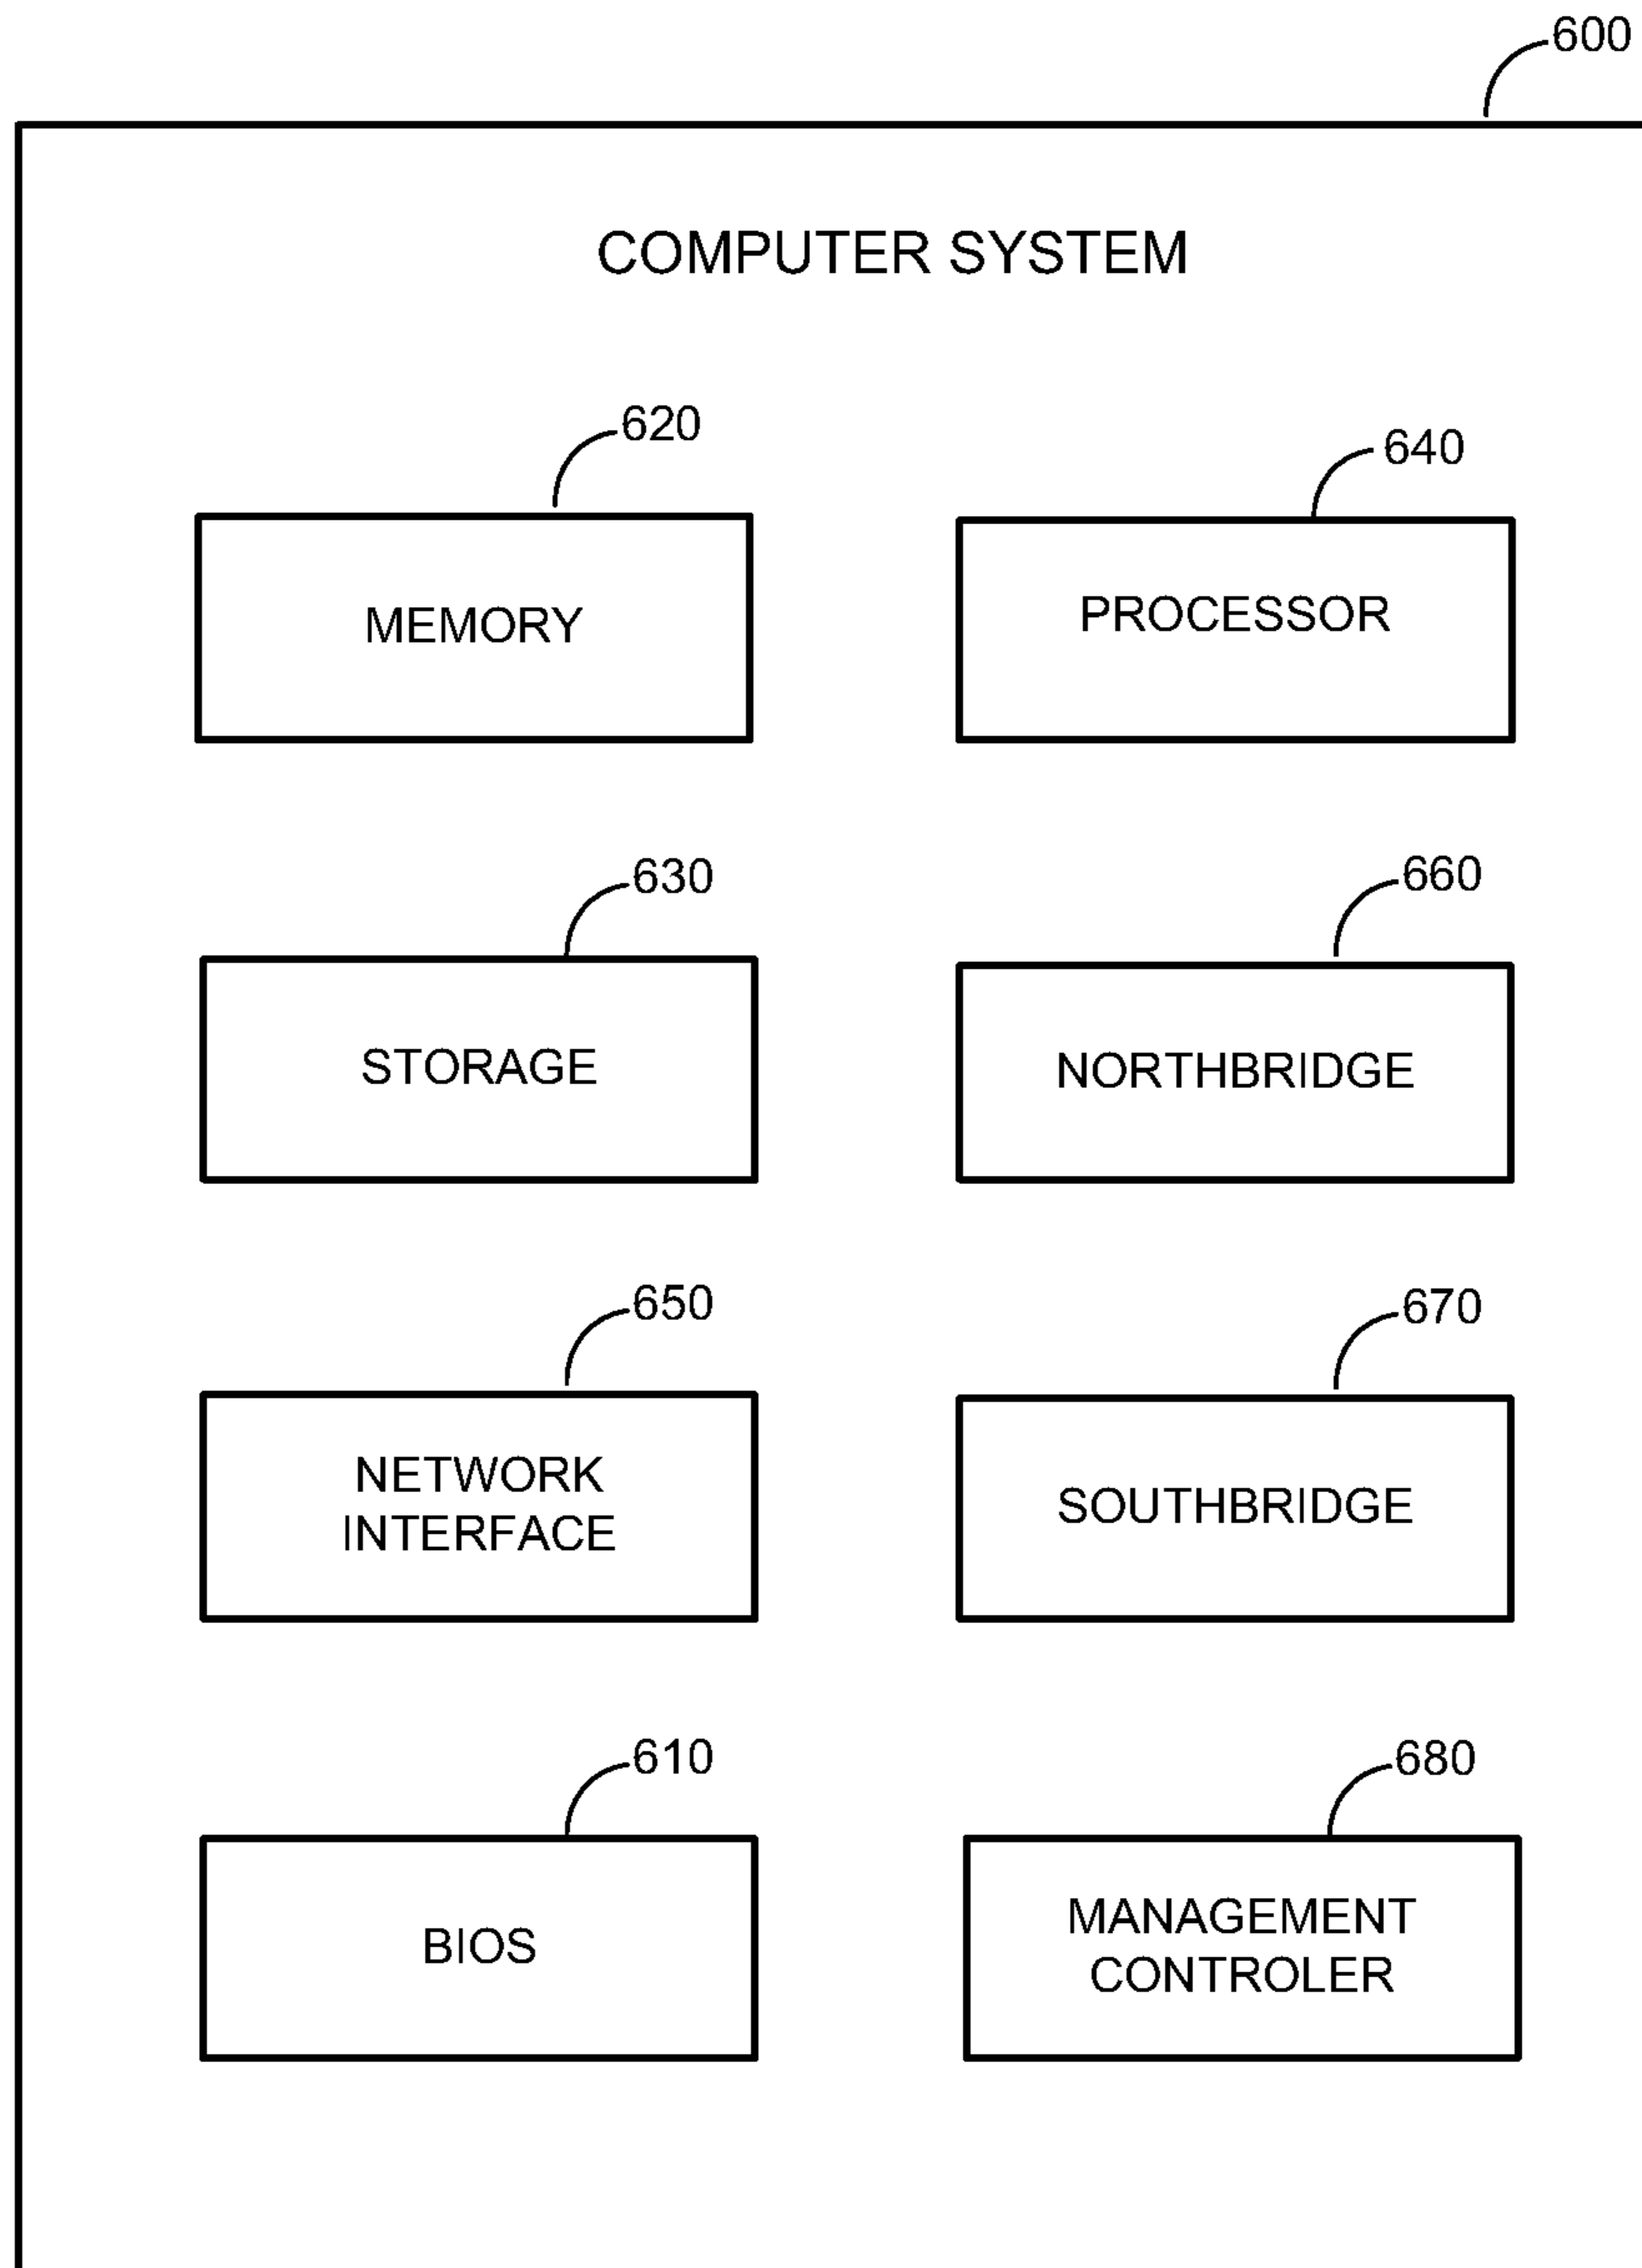 600
COMPUTER SYSTEM
620
640
MEMORY
PROCESSOR
630
660
STORAGE
NORTHBRIDGE
650
670
NETWORK
INTERFACE
SOUTHBRIDGE
610
680
BIOS
MANAGEMENT
CONTROLER